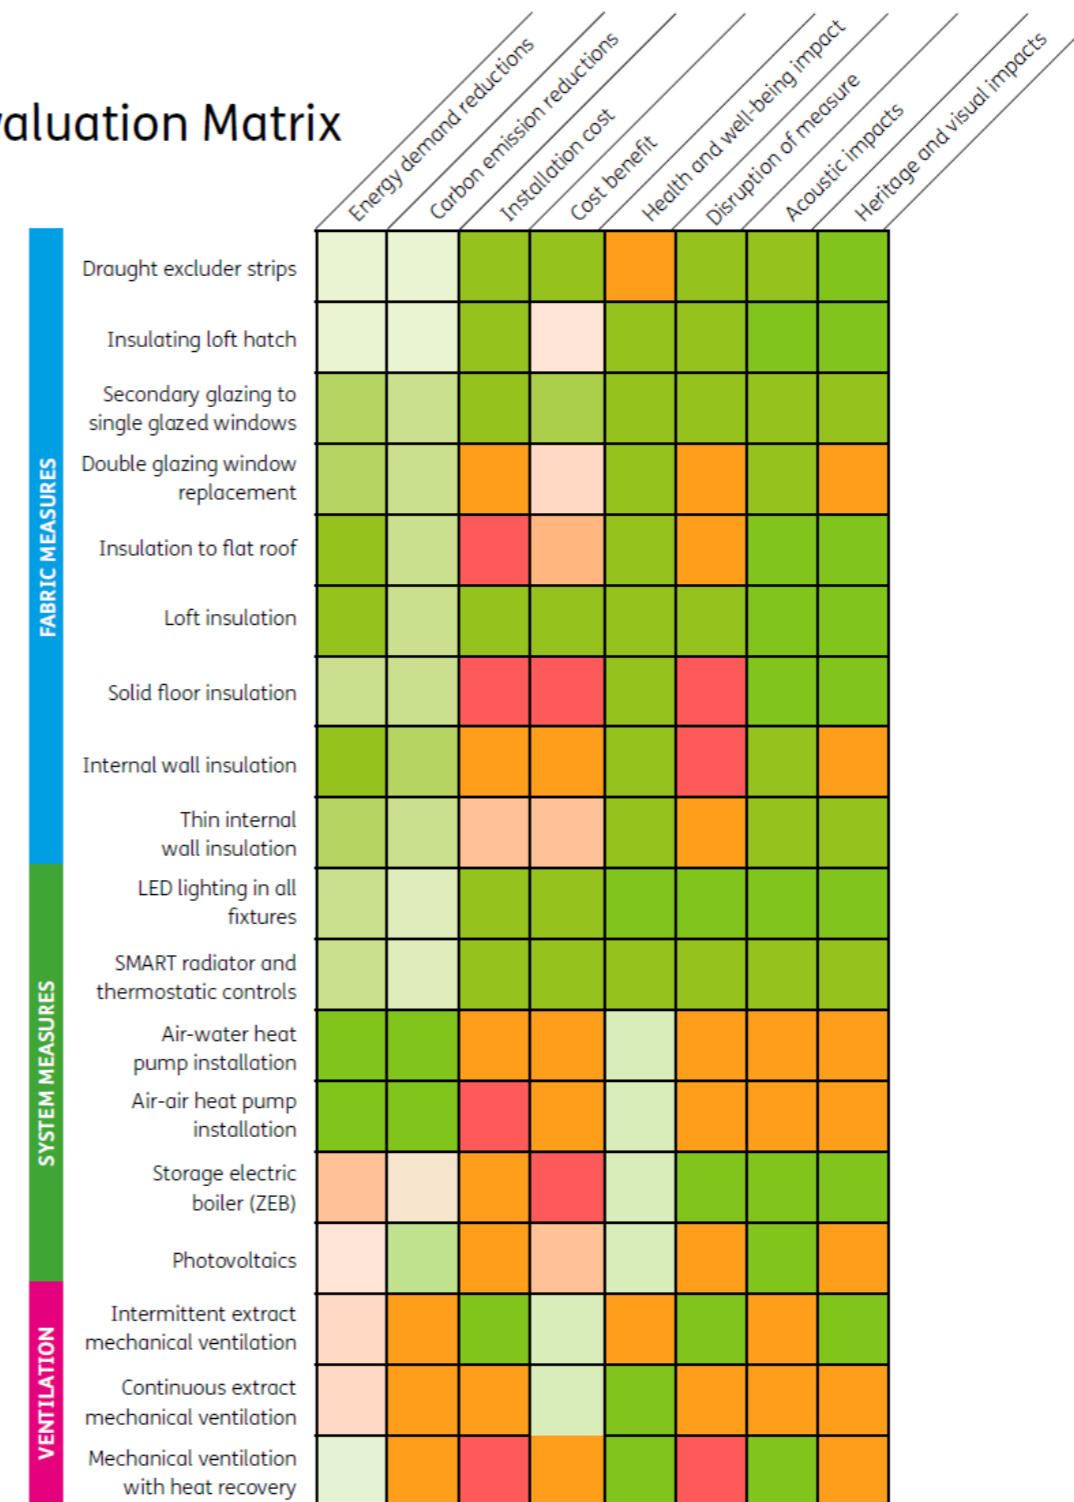 valuation Matrix
Energy demand reductions
Carbon emission reductions
Installation cost
Cost benefit
Health and well-being impact
Disruption of measure
Acoustic impacts
Heritage and visual impacts
FABRIC MEASURES
Draught excluder strips
Insulating loft hatch
Secondary glazing to
single glazed windows
Double glazing window
replacement
Insulation to flat roof
Loft insulation
Solid floor insulation
Internal wall insulation
Thin internal
wall insulation
SYSTEM MEASURES
LED lighting in all
fixtures
SMART radiator and
thermostatic controls
Air-water heat
pump installation
Air-air heat pump
installation
Storage electric
boiler (ZEB)
Photovoltaics
VENTILATION
Intermittent extract
mechanical ventilation
Continuous extract
mechanical ventilation
Mechanical ventilation
with heat recovery